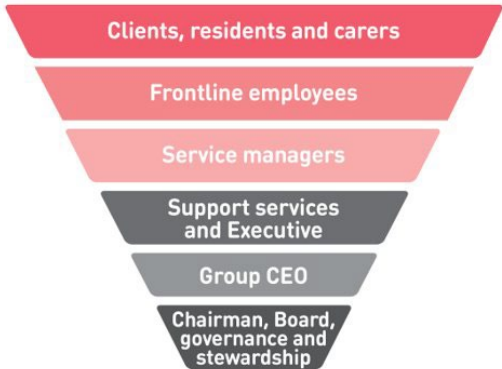 Clients, residents and carers
Frontline employees
Service managers
Support services
and Executive
Group CEO
Chairman, Board,
governance and
stewardship